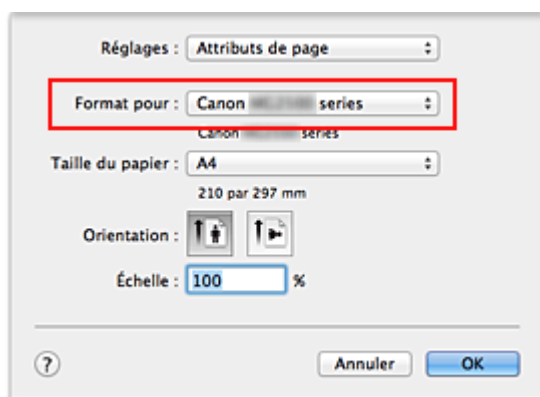 Réglages : Attributs de page
Format pour : Canon series
Canon series
Taille du papier : A4
210 par 297 mm
Orientation :
Échelle : 100 %
? Annuler OK